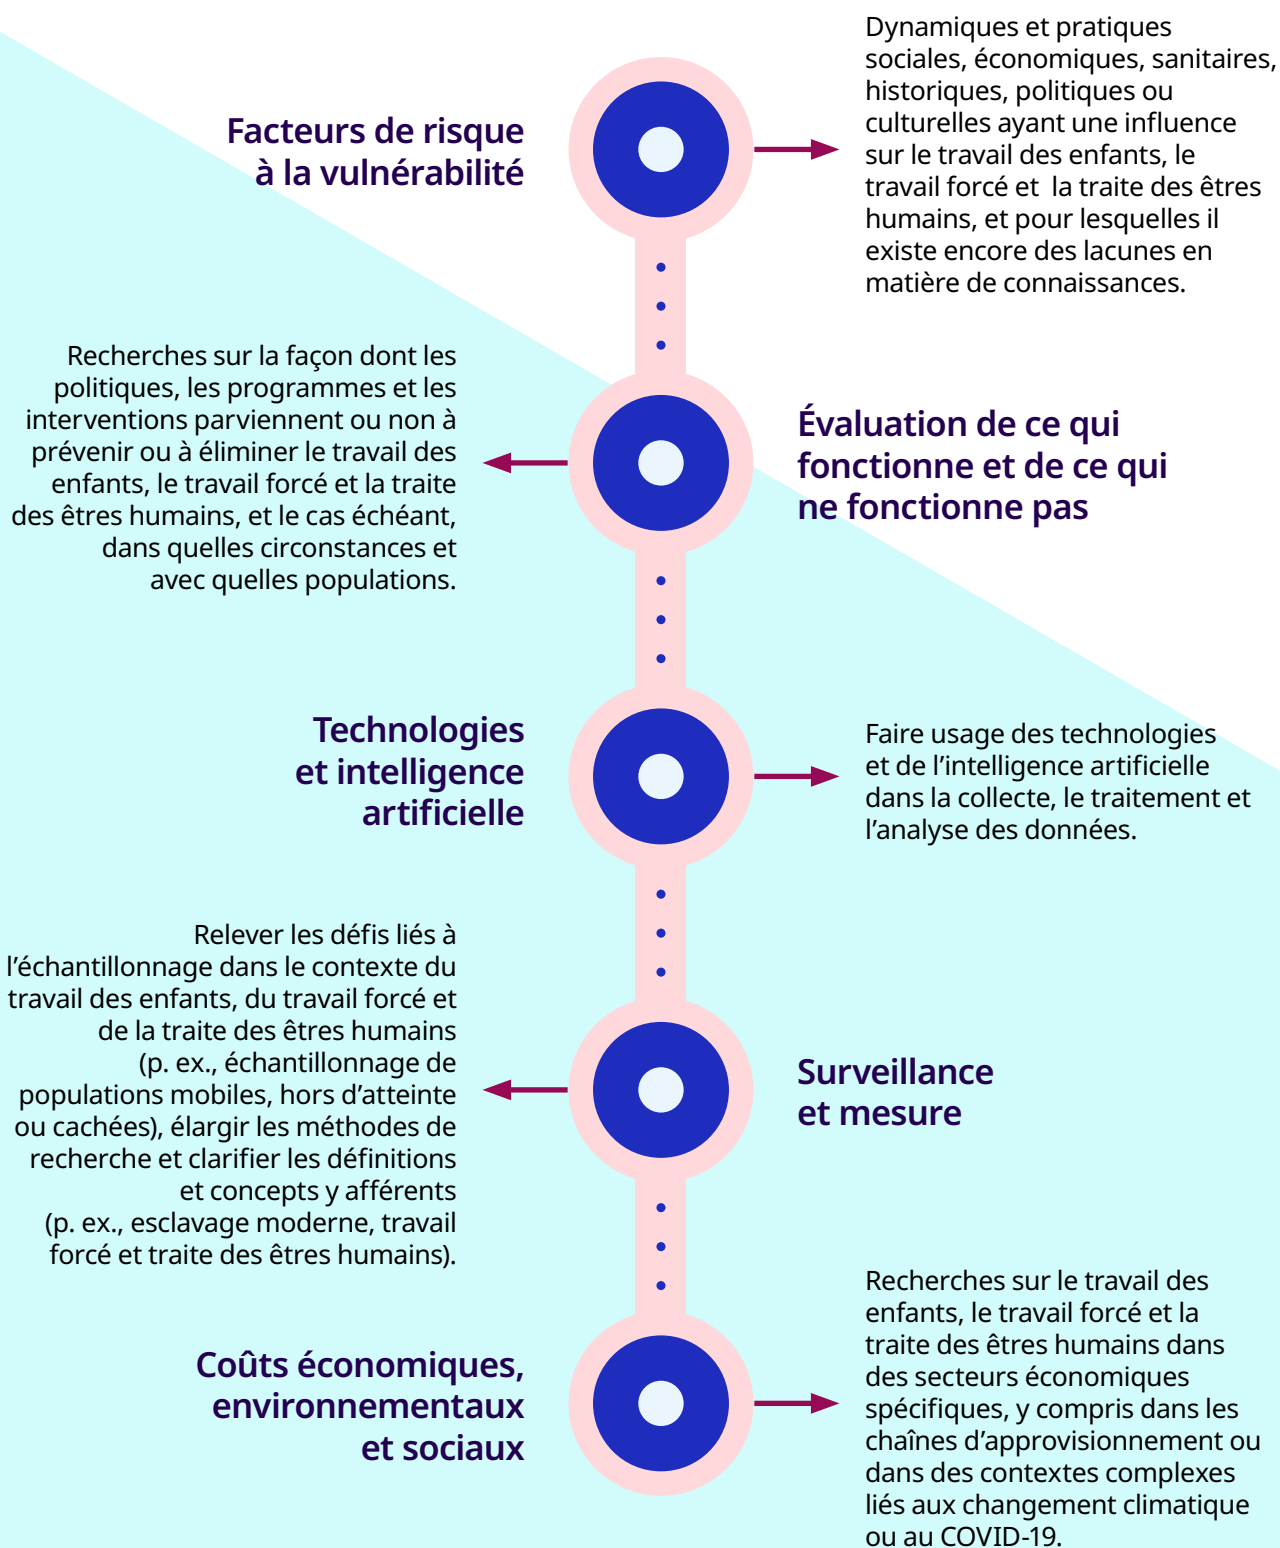 Facteurs de risque
à la vulnérabilité
Dynamiques et pratiques
sociales, économiques, sanitaires,
historiques, politiques ou
culturelles ayant une influence
sur le travail des enfants, le
travail forcé et  la traite des êtres
humains, et pour lesquelles il
existe encore des lacunes en
matière de connaissances.
Évaluation de ce qui
fonctionne et de ce qui
ne fonctionne pas
Recherches sur la façon dont les
politiques, les programmes et les
interventions parviennent ou non à
prévenir ou à éliminer le travail des
enfants, le travail forcé et la traite
des êtres humains, et le cas échéant,
dans quelles circonstances et
avec quelles populations.
Technologies
et intelligence
artificielle
Faire usage des technologies
et de l’intelligence artificielle
dans la collecte, le traitement et
l’analyse des données.
Surveillance
et mesure
Relever les défis liés à
l’échantillonnage dans le contexte du
travail des enfants, du travail forcé et
de la traite des êtres humains
(p. ex., échantillonnage de
populations mobiles, hors d’atteinte
ou cachées), élargir les méthodes de
recherche et clarifier les définitions
et concepts y afférents
(p. ex., esclavage moderne, travail
forcé et traite des êtres humains).
Coûts économiques,
environnementaux
et sociaux
Recherches sur le travail des
enfants, le travail forcé et la
traite des êtres humains dans
des secteurs économiques
spécifiques, y compris dans les
chaînes d’approvisionnement ou
dans des contextes complexes
liés aux changement climatique
ou au COVID-19.